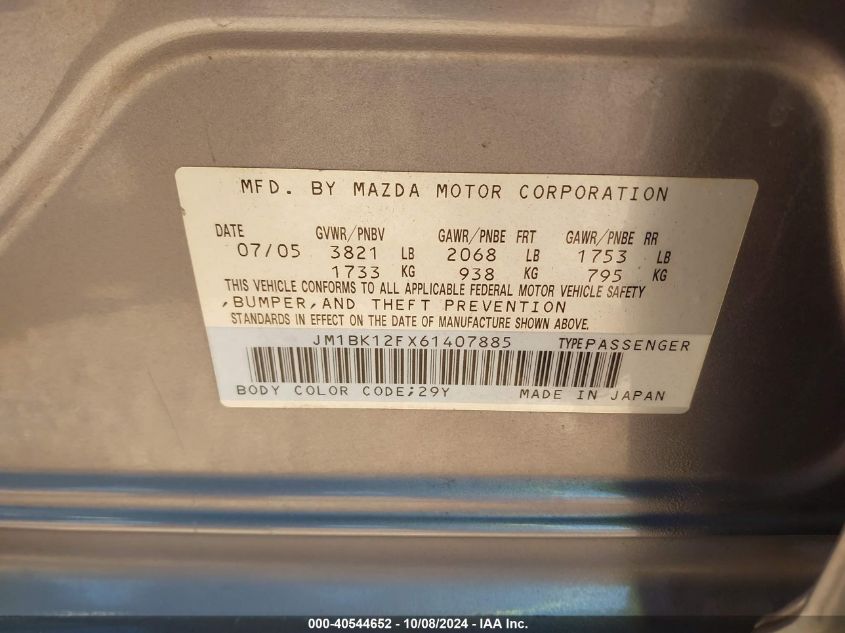 MFD. BY MAZDA MOTOR CORPORATION
DATE GVWR/PNBV GAWR/PNBE FRT GAWR/PNBE RR
07/05 3821 LB 2068 LB 1753 LB
1733 KG 938 KG 795 KG
THIS VEHICLE CONFORMS TO ALL APPLICABLE FEDERAL MOTOR VEHICLE SAFETY
,BUMPER,AND THEFT PREVENTION
STANDARDS IN EFFECT ON THE DATE OF MANUFACTURE SHOWN ABOVE.
JM1BK12FX61407885 TYPE PASSENGER
BODY COLOR CODE;29Y MADE IN JAPAN
000-40544652 - 10/08/2024 - IAA Inc.